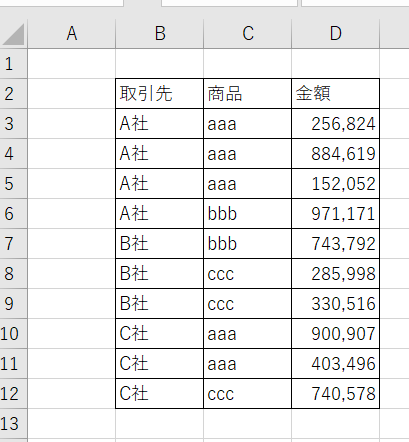 A B C D
1
2 取引先 商品 金額
3 A社 aaa 256,824
4 A社 aaa 884,619
5 A社 aaa 152,052
6 A社 bbb 971,171
7 B社 bbb 743,792
8 B社 ccc 285,998
9 B社 ccc 330,516
10 C社 aaa 900,907
11 C社 aaa 403,496
12 C社 ccc 740,578
13